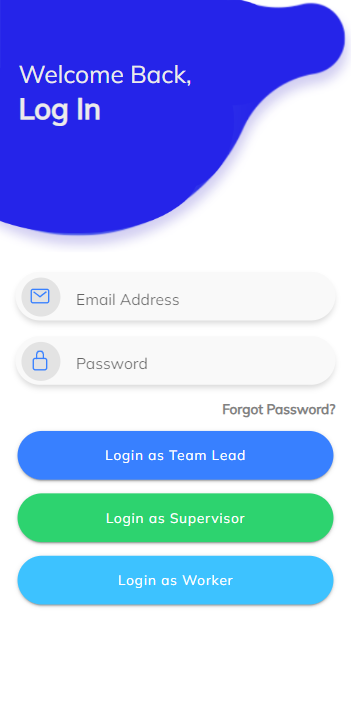 Welcome Back,
Log In
Email Address
Password
Forgot Password?
Login as Team Lead
Login as Supervisor
Login as Worker